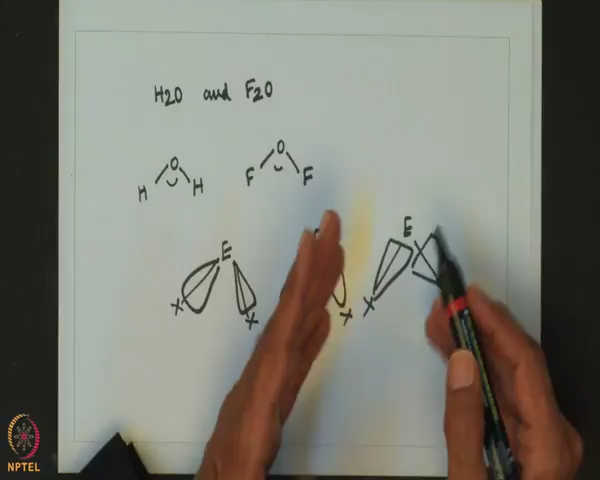 H2O and F2O
O O
H H F F
E E
X X X X
NPTEL